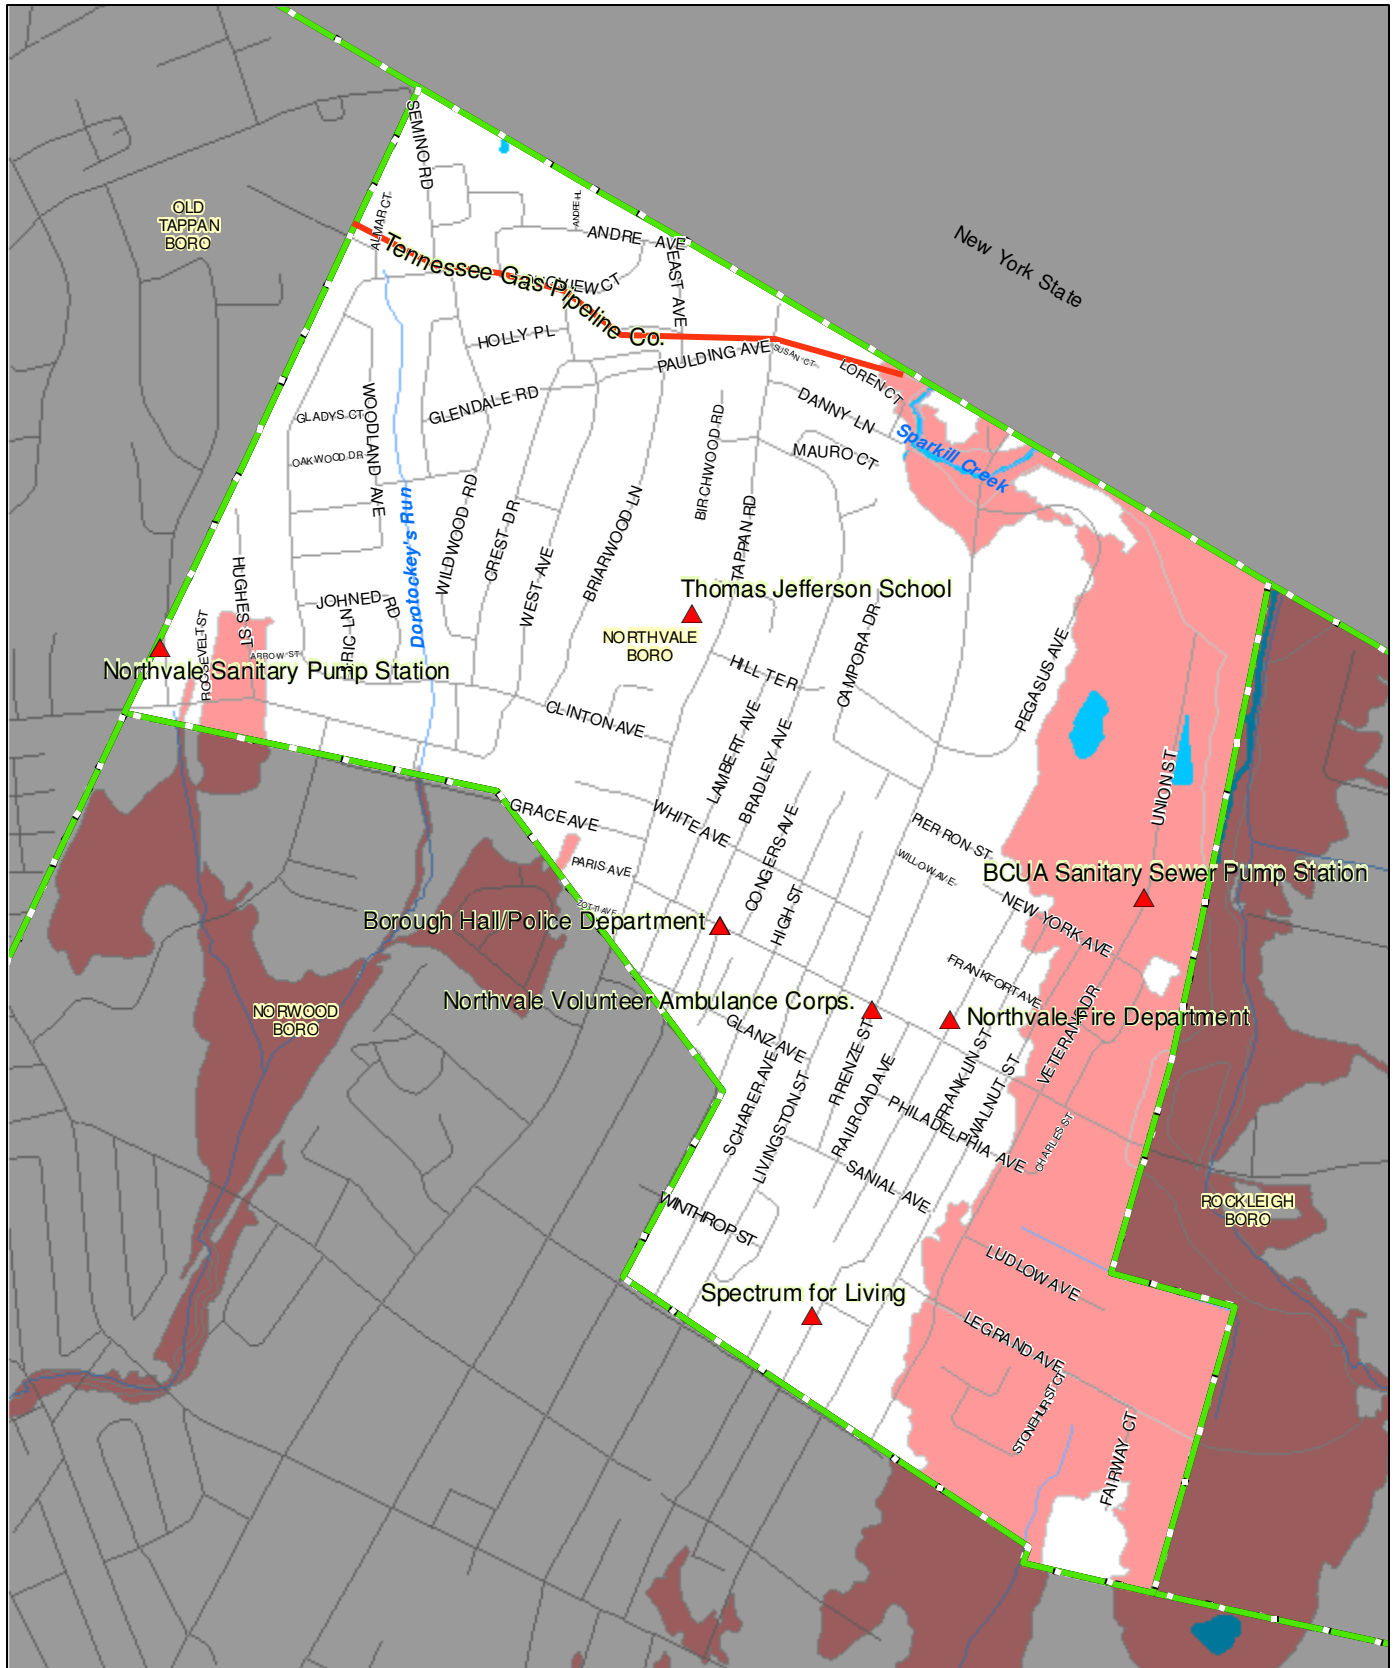 SEMINO RD
OLD
TAPPAN
BORO
ALMAR CT
ANDRE AVE
EAST AVE
New York State
Tennessee Gas Pipeline Co.
HOLLY PL
PAULDING AVE
SUSAN CT
LOREN CT
GLENDALE RD
DANNY LN
GLADYS CT
WOODLAND AVE
OAKWOOD DR
BIRCHWOOD RD
MAURO CT
Sparkill Creek
Dorotockey's Run
WILDWOOD RD
CREST DR
WEST AVE
BRIARWOOD LN
TAPPAN RD
HUGHES ST
JOHNED RD
Thomas Jefferson School
NORTHVALE
BORO
ROOSEVELT ST
ARROW ST
ERIC LN
Northvale Sanitary Pump Station
HILL TER
CAMPORA DR
PEGASUS AVE
CLINTON AVE
LAMBERT AVE
BRADLEY AVE
UNION ST
GRACE AVE
WHITE AVE
CONGERS AVE
PIERRON ST
WILLOW AVE
PARIS AVE
BCUA Sanitary Sewer Pump Station
ZOTTI AVE
HIGH ST
NEW YORK AVE
Borough Hall/Police Department
FRANKFORT AVE
NORWOOD
BORO
Northvale Volunteer Ambulance Corps.
Northvale Fire Department
VETERANS DR
GLANZ AVE
FIRENZE ST
FRANKLIN ST
WALNUT ST
SCHARER AVE
LIVINGSTON ST
RAILROAD AVE
PHILADELPHIA AVE
CHARLES ST
SANIAL AVE
WINTHROP ST
ROCKLEIGH
BORO
LUDLOW AVE
Spectrum for Living
LEGRAND AVE
STONEHURST CT
FAIRWAY CT